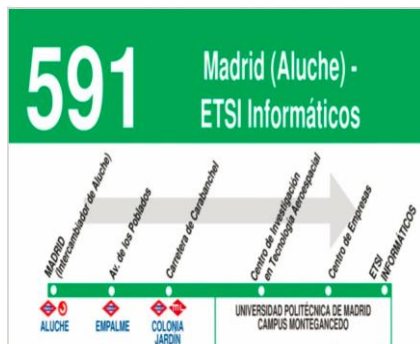 591
Madrid (Aluche) -
ETSI Informáticos
MADRID
(Intercambiador de Aluche)
Av. de los Poblados
Carretera de Carabanchel
Centro de Investigación
en Tecnología Aeroespacial
Centro de Empresas
ETSI
INFORMÁTICOS
ALUCHE
EMPALME
COLONIA
JARDÍN
UNIVERSIDAD POLITÉCNICA DE MADRID
CAMPUS MONTEGANCEDO